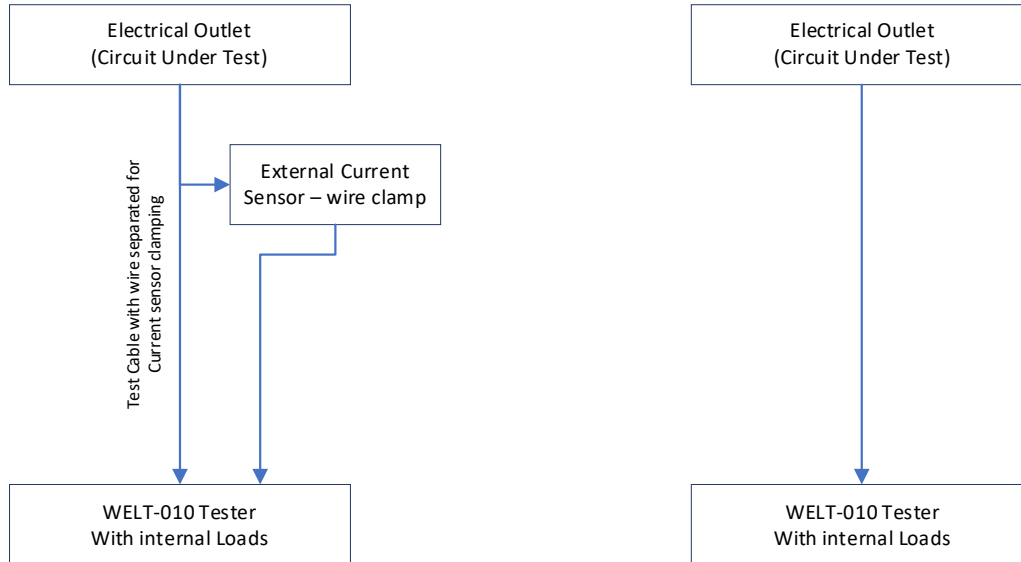 Electrical Outlet
(Circuit Under Test)
External Current
Sensor – wire clamp
Test Cable with wire separated for
Current sensor clamping
WELT-010 Tester
With internal Loads
Electrical Outlet
(Circuit Under Test)
WELT-010 Tester
With internal Loads